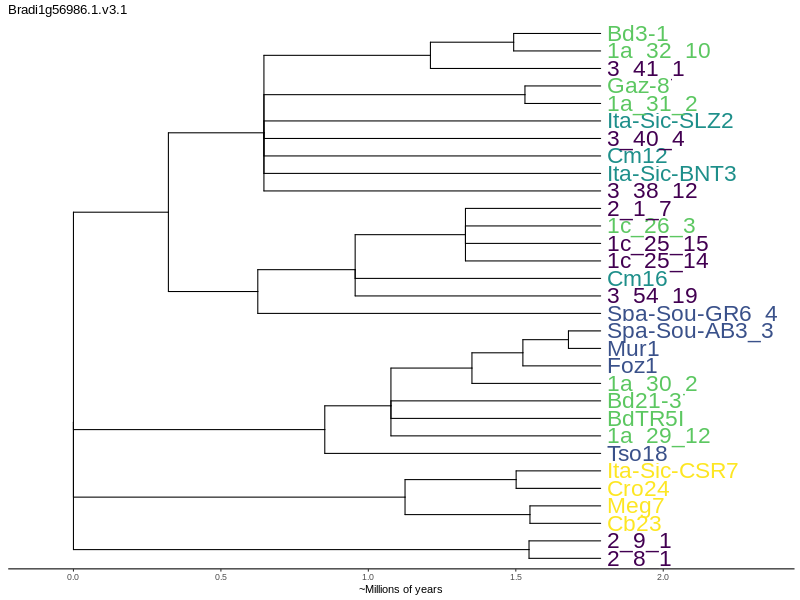 Bradi1g56986.1.v3.1
Bd3-1
1a_32_10
3_41_1
Gaz-8
1a_31_2
Ita-Sic-SLZ2
3_40_4
Cm12
Ita-Sic-BNT3
3_38_12
2_1_7
1c_26_3
1c_25_15
1c_25_14
Cm16
3_54_19
Spa-Sou-GR6_4
Spa-Sou-AB3_3
Mur1
Foz1
1a_30_2
Bd21-3
BdTR5I
1a_29_12
Tso18
Ita-Sic-CSR7
Cro24
Meg7
Cb23
2_9_1
2_8_1
0.0 0.5 1.0 1.5 2.0
~Millions of years